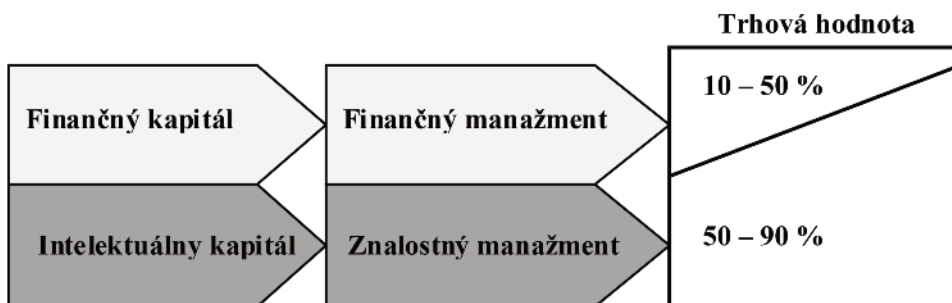 Trhová hodnota
Finančný kapitál
Finančný manažment
10 – 50 %
Intelektuálny kapitál
Znalostný manažment
50 – 90 %